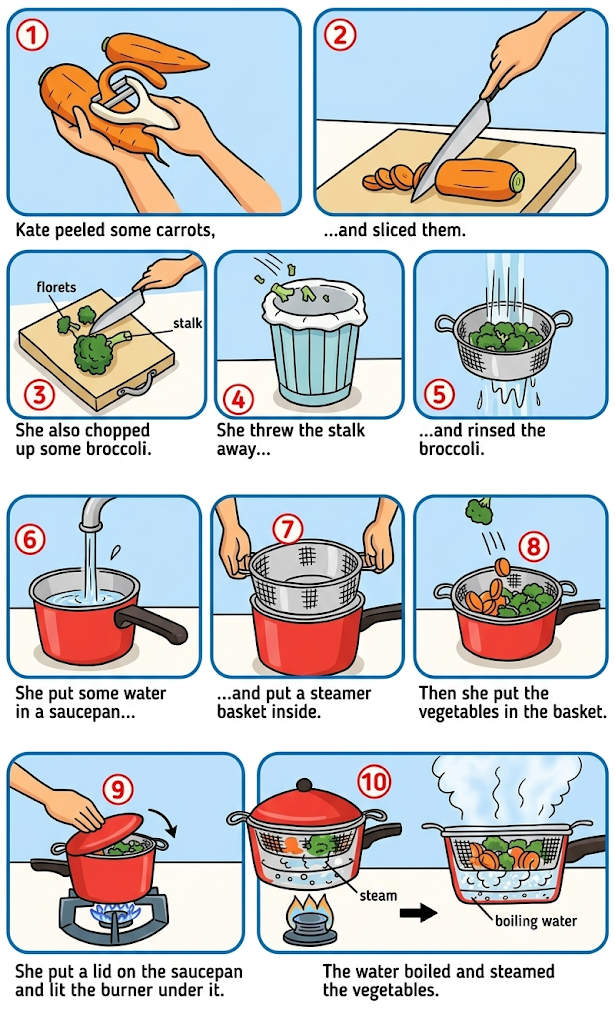 1
Kate peeled some carrots,
2
...and sliced them.
florets
stalk
3
She also chopped
up some broccoli.
4
She threw the stalk
away...
5
...and rinsed the
broccoli.
6
She put some water
in a saucepan...
7
...and put a steamer
basket inside.
8
Then she put the
vegetables in the basket.
9
She put a lid on the saucepan
and lit the burner under it.
10
steam
boiling water
The water boiled and steamed
the vegetables.